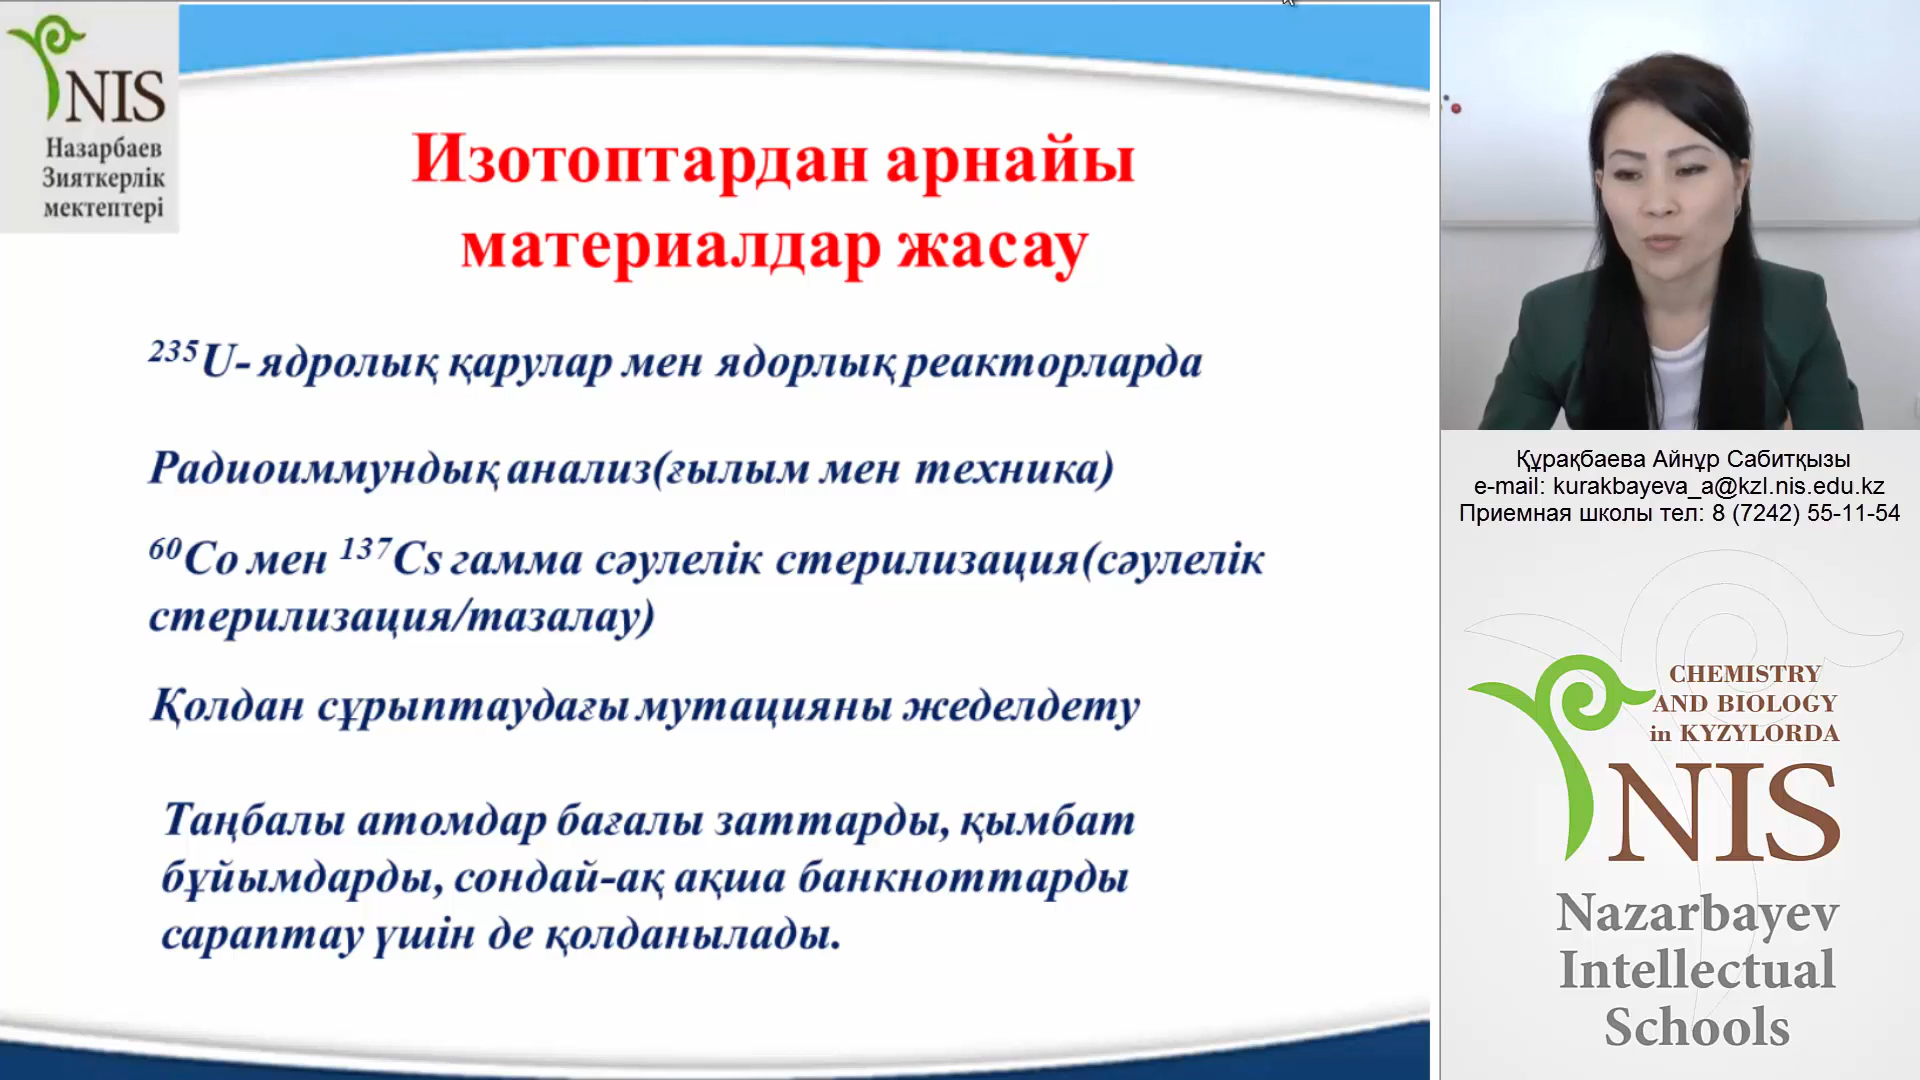 NIS
Назарбаев
Зияткерлік
мектептері
Изотоптардан арнайы
материалдар жасау
²³⁵U- ядролық қарулар мен ядорлық реакторларда
Радиоиммундық анализ(ғылым мен техника)
⁶⁰Co мен ¹³⁷Cs гамма сәулелік стерилизация(сәулелік
стерилизация/тазалау)
Қолдан сұрыптаудағы мутацияны жеделдету
Таңбалы атомдар бағалы заттарды, қымбат
бұйымдарды, сондай-ақ ақша банкноттарды
сараптау үшін де қолданылады.
Құрақбаева Айнұр Сабитқызы
e-mail: kurakbayeva_a@kzl.nis.edu.kz
Приемная школы тел: 8 (7242) 55-11-54
CHEMISTRY
AND BIOLOGY
in KYZYLORDA
NIS
Nazarbayev
Intellectual
Schools